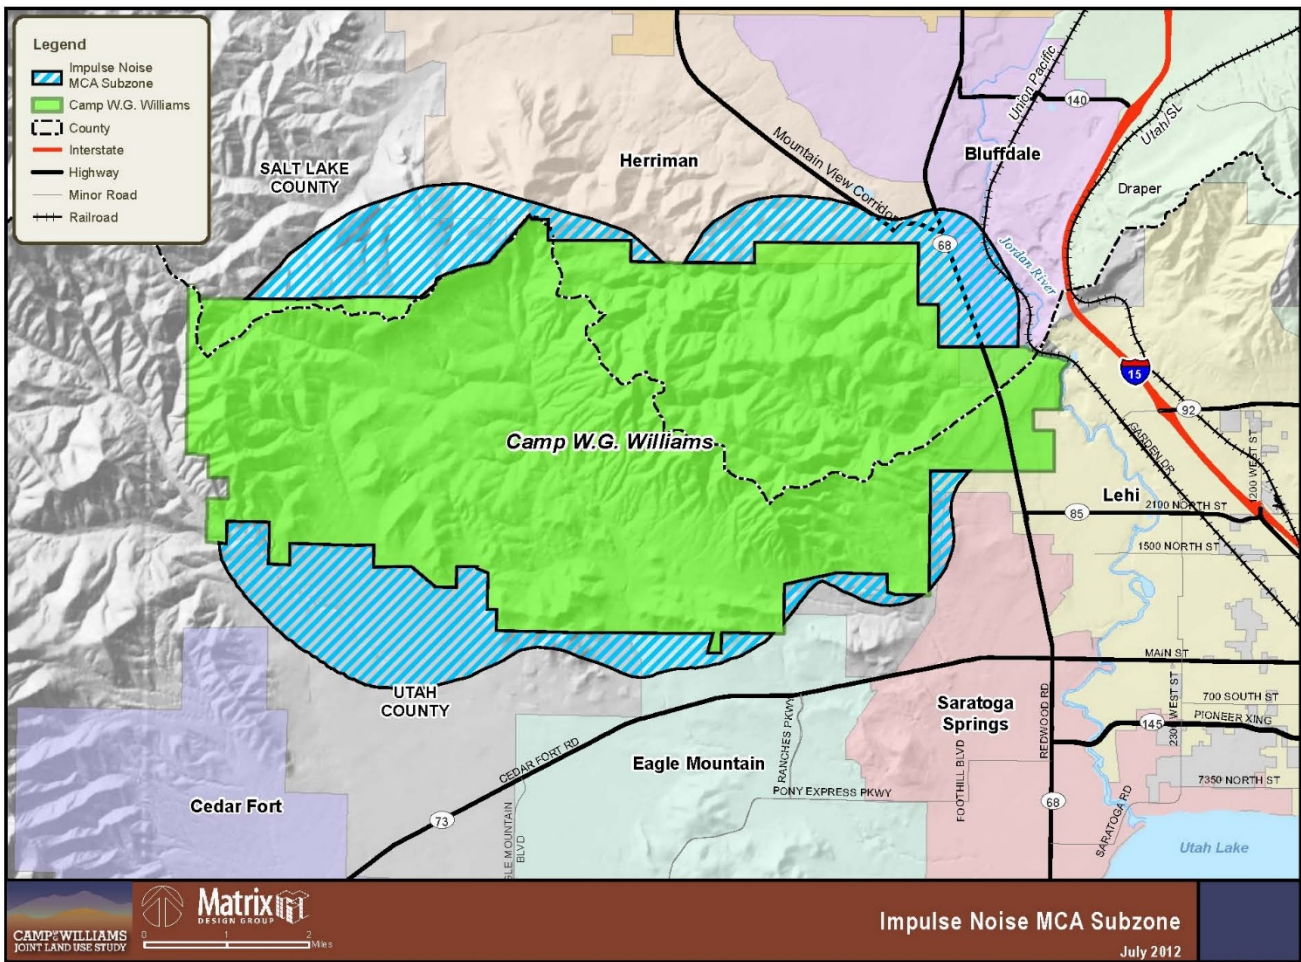 Legend
Impulse Noise
MCA Subzone
Camp W.G. Williams
County
Interstate
Highway
Minor Road
Railroad
SALT LAKE
COUNTY
Herriman
Mountain View Corridor
Union Pacific
140
Bluffdale
Utah/SL
Draper
68
Jordan River
15
92
Camp W.G. Williams
GARDEN DR
1200 WEST ST
Lehi
85
2100 NORTH ST
1500 NORTH ST
MAIN ST
UTAH
COUNTY
Saratoga
Springs
REDWOOD RD
2300 WEST ST
700 SOUTH ST
PIONEER XING
145
CEDAR FORT RD
RANCHES PKWY
Eagle Mountain
FOOTHILL BLVD
7350 NORTH ST
PONY EXPRESS PKWY
Cedar Fort
73
GLE MOUNTAIN
BLVD
68
SARATOGA RD
Utah Lake
CAMP W.G. WILLIAMS
JOINT LAND USE STUDY
Matrix
DESIGN GROUP
0 1 2
Miles
Impulse Noise MCA Subzone
July 2012